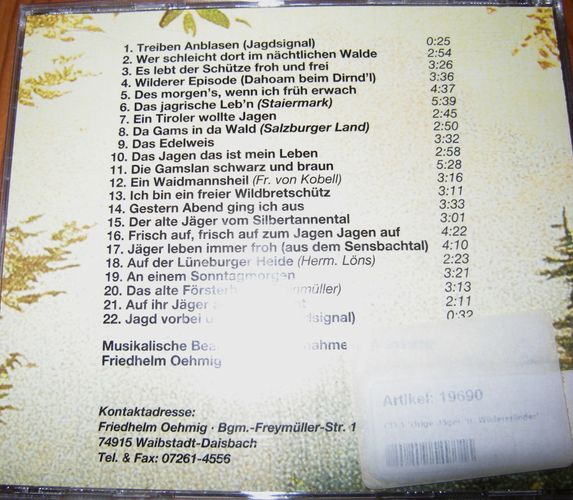 1. Treiben Anblasen (Jagdsignal) 0:25
2. Wer schleicht dort im nächtlichen Walde 2:54
3. Es lebt der Schütze froh und frei 3:26
4. Wilderer Episode (Dahoam beim Dirnd'l) 3:36
5. Des morgen's, wenn ich früh erwach 4:37
6. Das jagrische Leb'n (Staiermark) 5:39
7. Ein Tiroler wollte Jagen 2:45
8. Da Gams in da Wald (Salzburger Land) 2:50
9. Das Edelweis 3:32
10. Das Jagen das ist mein Leben 2:58
11. Die Gamslan schwarz und braun 5:28
12. Ein Waidmannsheil (Fr. von Kobell) 3:16
13. Ich bin ein freier Wildbretschütz 3:11
14. Gestern Abend ging ich aus 3:33
15. Der alte Jäger vom Silbertannental 3:01
16. Frisch auf, frisch auf zum Jagen Jagen auf 4:22
17. Jäger leben immer froh (aus dem Sensbachtal) 4:10
18. Auf der Lüneburger Heide (Herm. Löns) 2:23
19. An einem Sonntagmorgen 3:21
20. Das alte 3:13
21. Auf ihr Jäger 2:11
22. Jagd vorbei 0:32
Musikalische
Friedhelm Oehmig
Kontaktadresse:
Friedhelm Oehmig · Bgm.-Freymüller-Str. 1
74915 Waibstadt-Daisbach
Tel. & Fax: 07261-4556
Artikel: 19690